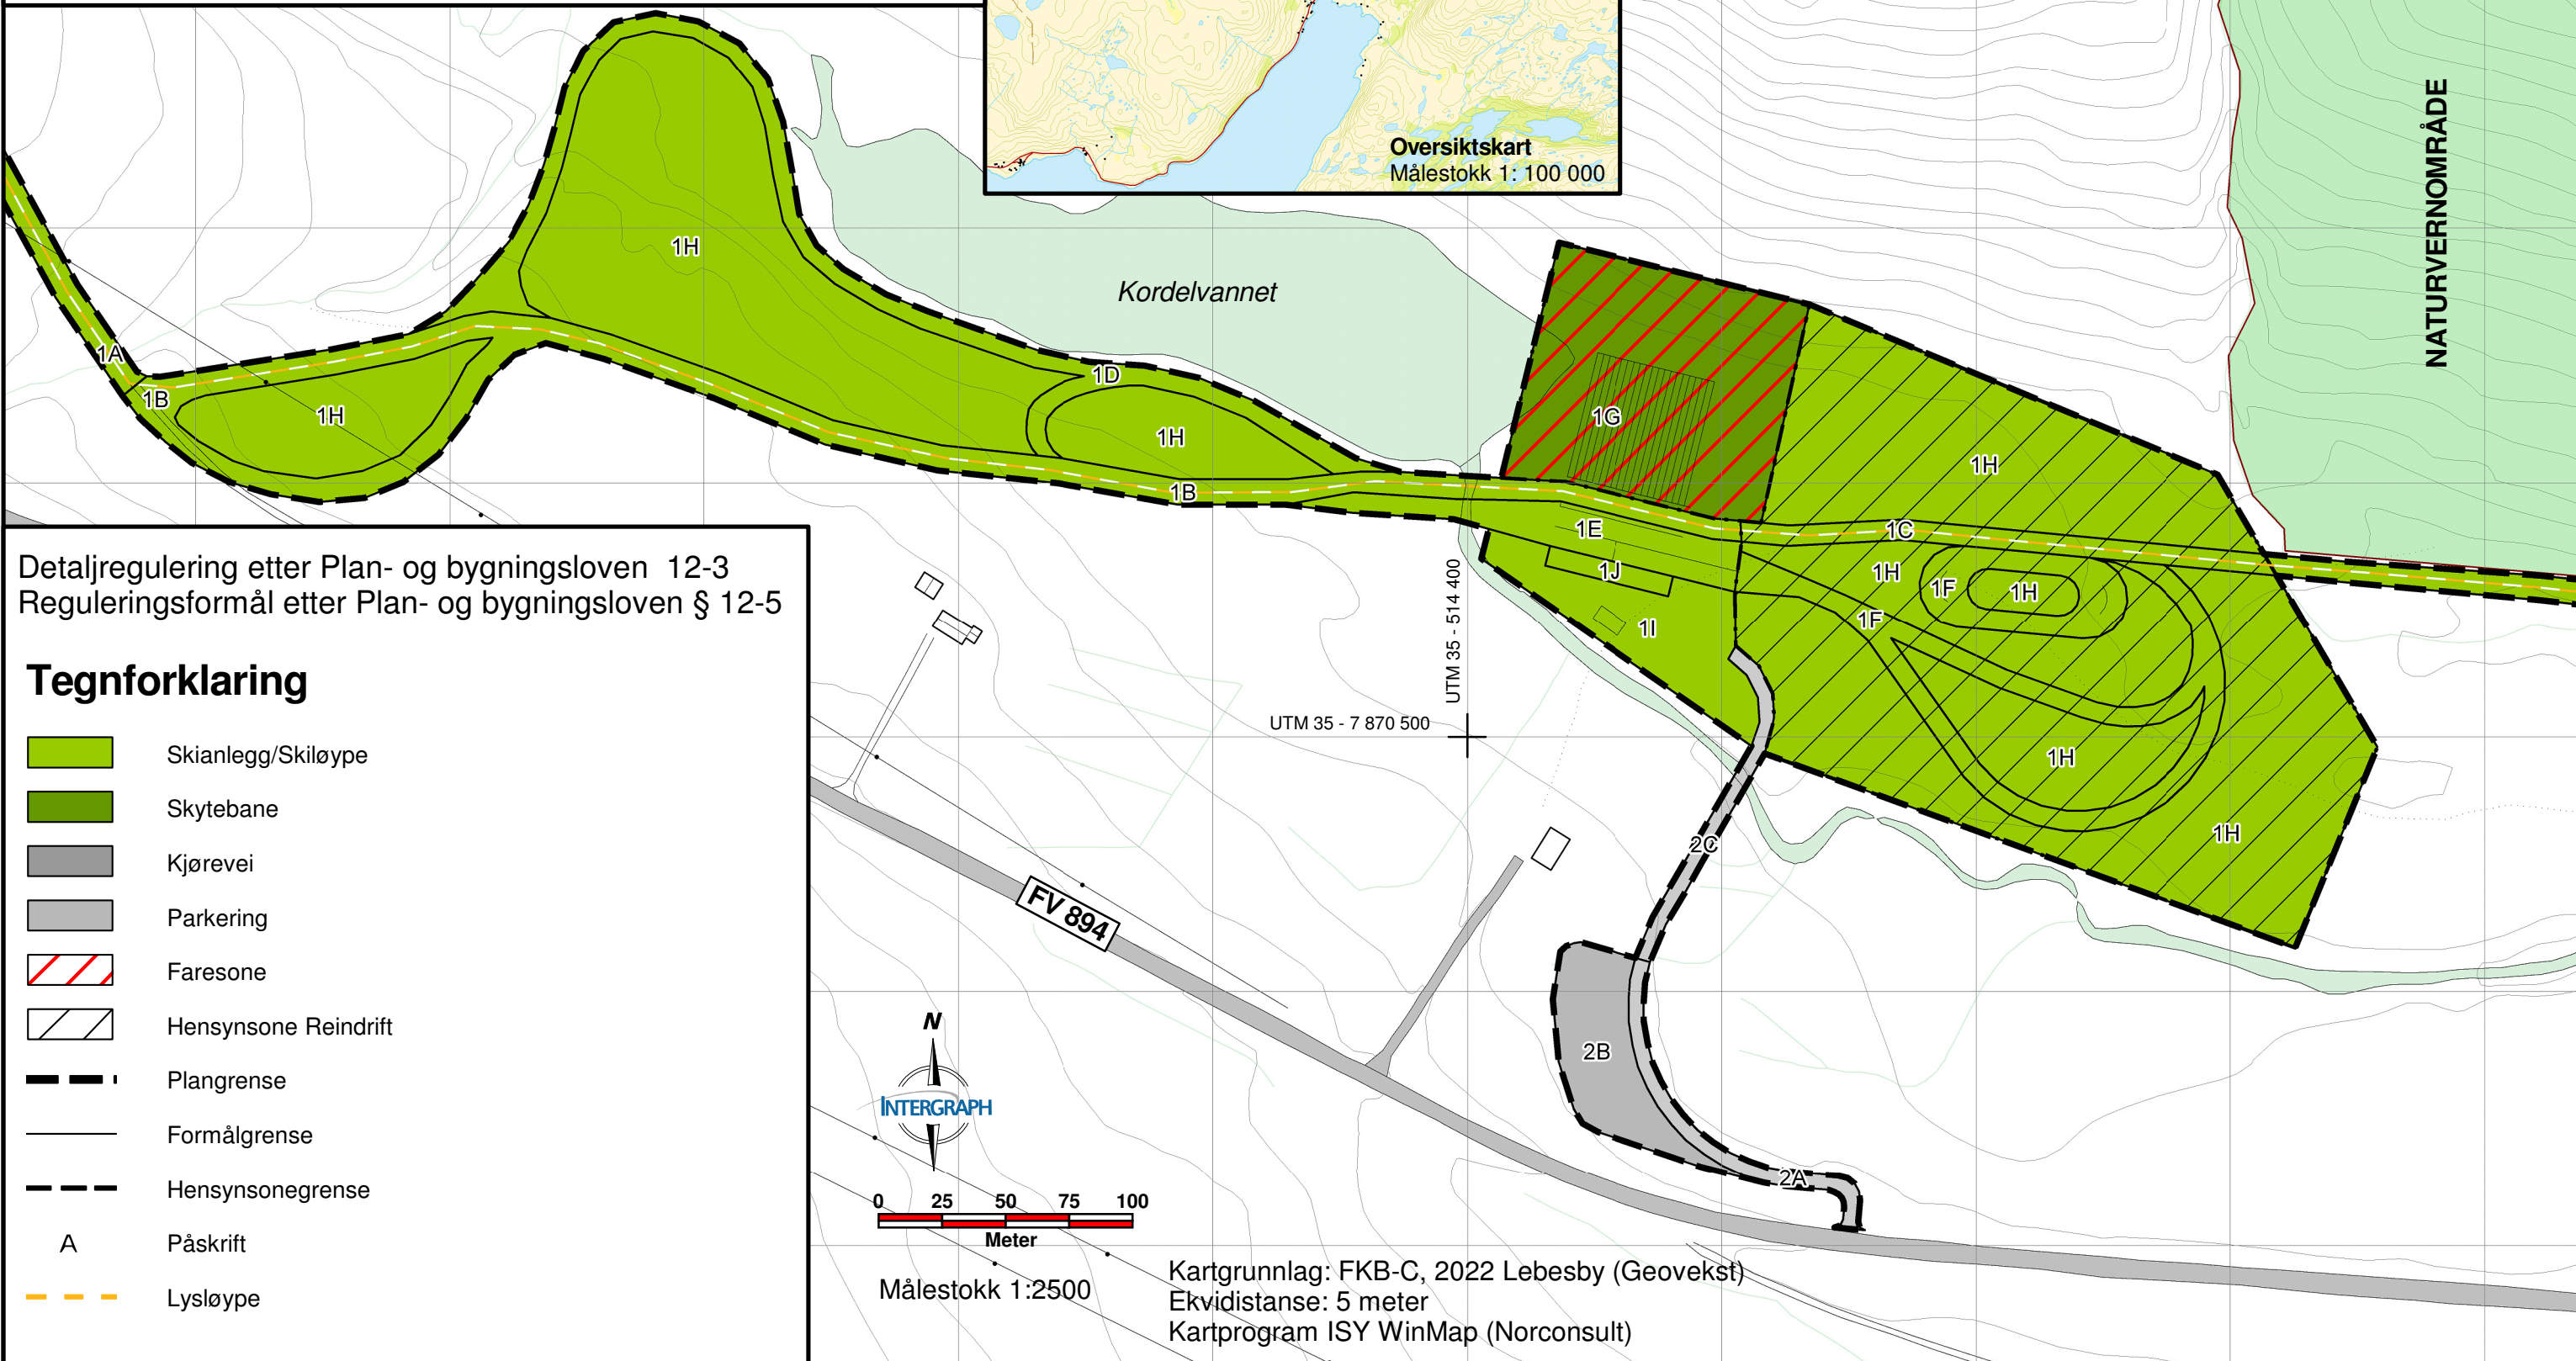 Oversiktskart
Målestokk 1: 100 000
NATURVERNOMRÅDE
Kordelvannet
1H
1A
1B
1H
1D
1H
1B
1G
1H
1E
1C
1J
1H
1F
1H
1F
1I
1H
1H
UTM 35 - 514 400
UTM 35 - 7 870 500
2C
2B
2A
FV 894
Detaljregulering etter Plan- og bygningsloven 12-3
Reguleringsformål etter Plan- og bygningsloven § 12-5
Tegnforklaring
Skianlegg/Skiløype
Skytebane
Kjørevei
Parkering
Faresone
Hensynsone Reindrift
Plangrense
Formålgrense
Hensynsonegrense
A Påskrift
Lysløype
N
INTERGRAPH
0 25 50 75 100
Meter
Målestokk 1:2500
Kartgrunnlag: FKB-C, 2022 Lebesby (Geovekst)
Ekvidistanse: 5 meter
Kartprogram ISY WinMap (Norconsult)